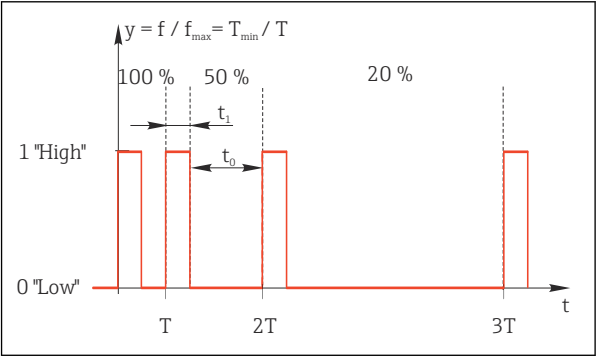 y = f / fmax= Tmin / T
100 % 50 % 20 %
t1
1 "High"
t0
0 "Low"
t
T 2T 3T